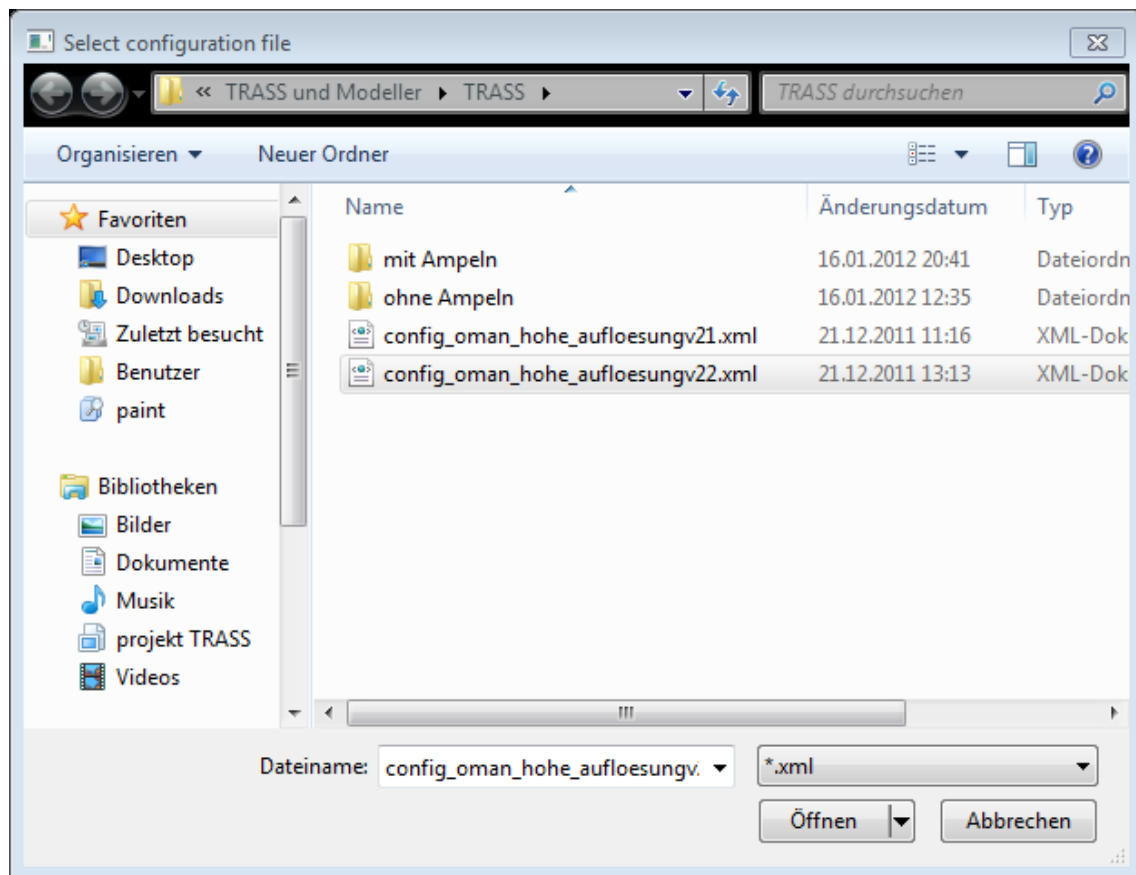 Select configuration file
« TRASS und Modeller ▸ TRASS ▸
TRASS durchsuchen
Organisieren
Neuer Ordner
Name
Änderungsdatum
Typ
Favoriten
Desktop
Downloads
Zuletzt besucht
Benutzer
paint
Bibliotheken
Bilder
Dokumente
Musik
projekt TRASS
Videos
mit Ampeln 16.01.2012 20:41 Dateiordn
ohne Ampeln 16.01.2012 12:35 Dateiordn
config_oman_hohe_aufloesungv21.xml 21.12.2011 11:16 XML-Dok
config_oman_hohe_aufloesungv22.xml 21.12.2011 13:13 XML-Dok
Dateiname: config_oman_hohe_aufloesungv. *.xml
Öffnen Abbrechen